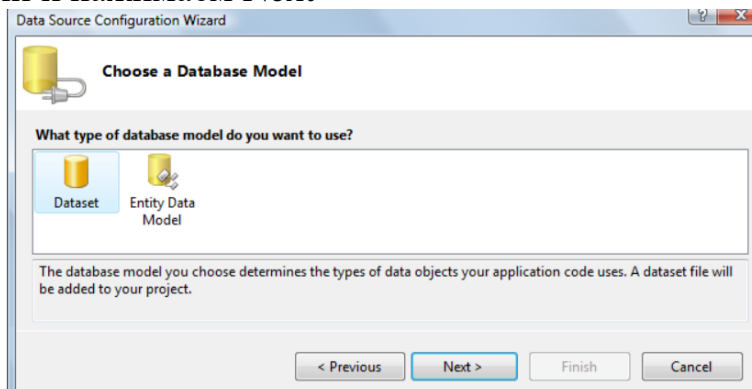 Data Source Configuration Wizard
Choose a Database Model
What type of database model do you want to use?
Dataset
Entity Data
Model
The database model you choose determines the types of data objects your application code uses. A dataset file will
be added to your project.
< Previous
Next >
Finish
Cancel